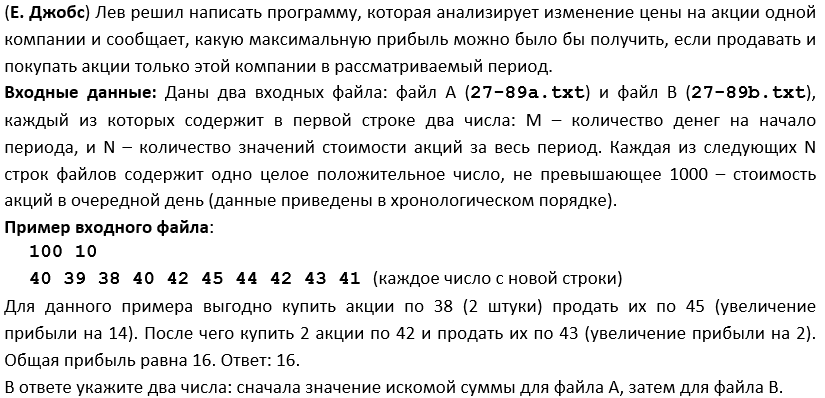 (Е. Джобс) Лев решил написать программу, которая анализирует изменение цены на акции одной
компании и сообщает, какую максимальную прибыль можно было бы получить, если продавать и
покупать акции только этой компании в рассматриваемый период.
Входные данные: Даны два входных файла: файл A (27-89a.txt) и файл B (27-89b.txt),
каждый из которых содержит в первой строке два числа: M – количество денег на начало
периода, и N – количество значений стоимости акций за весь период. Каждая из следующих N
строк файлов содержит одно целое положительное число, не превышающее 1000 – стоимость
акций в очередной день (данные приведены в хронологическом порядке).
Пример входного файла:
100 10
40 39 38 40 42 45 44 42 43 41 (каждое число с новой строки)
Для данного примера выгодно купить акции по 38 (2 штуки) продать их по 45 (увеличение
прибыли на 14). После чего купить 2 акции по 42 и продать их по 43 (увеличение прибыли на 2).
Общая прибыль равна 16. Ответ: 16.
В ответе укажите два числа: сначала значение искомой суммы для файла A, затем для файла B.